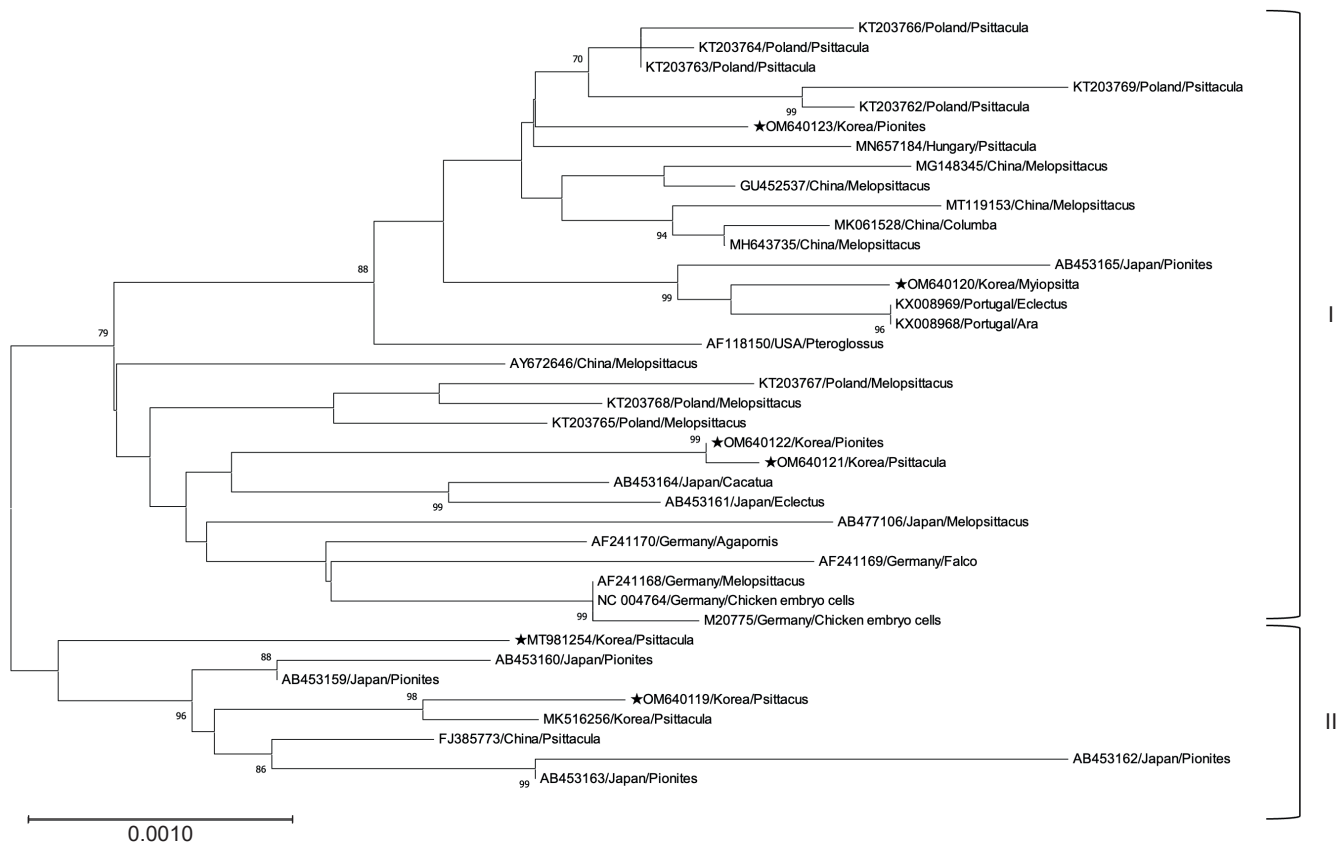 KT203766/Poland/Psittacula
KT203764/Poland/Psittacula
70
KT203763/Poland/Psittacula
KT203769/Poland/Psittacula
KT203762/Poland/Psittacula
99
★OM640123/Korea/Pionites
MN657184/Hungary/Psittacula
MG148345/China/Melopsittacus
GU452537/China/Melopsittacus
MT119153/China/Melopsittacus
MK061528/China/Columba
94
MH643735/China/Melopsittacus
AB453165/Japan/Pionites
88
★OM640120/Korea/Myiopsitta
99
KX008969/Portugal/Eclectus
I
KX008968/Portugal/Ara
96
79
AF118150/USA/Pteroglossus
AY672646/China/Melopsittacus
KT203767/Poland/Melopsittacus
KT203768/Poland/Melopsittacus
KT203765/Poland/Melopsittacus
99
★OM640122/Korea/Pionites
★OM640121/Korea/Psittacula
AB453164/Japan/Cacatua
AB453161/Japan/Eclectus
99
AB477106/Japan/Melopsittacus
AF241170/Germany/Agapornis
AF241169/Germany/Falco
AF241168/Germany/Melopsittacus
NC 004764/Germany/Chicken embryo cells
99
M20775/Germany/Chicken embryo cells
★MT981254/Korea/Psittacula
88
AB453160/Japan/Pionites
AB453159/Japan/Pionites
98
★OM640119/Korea/Psittacus
96
MK516256/Korea/Psittacula
II
FJ385773/China/Psittacula
AB453162/Japan/Pionites
86
AB453163/Japan/Pionites
99
0.0010